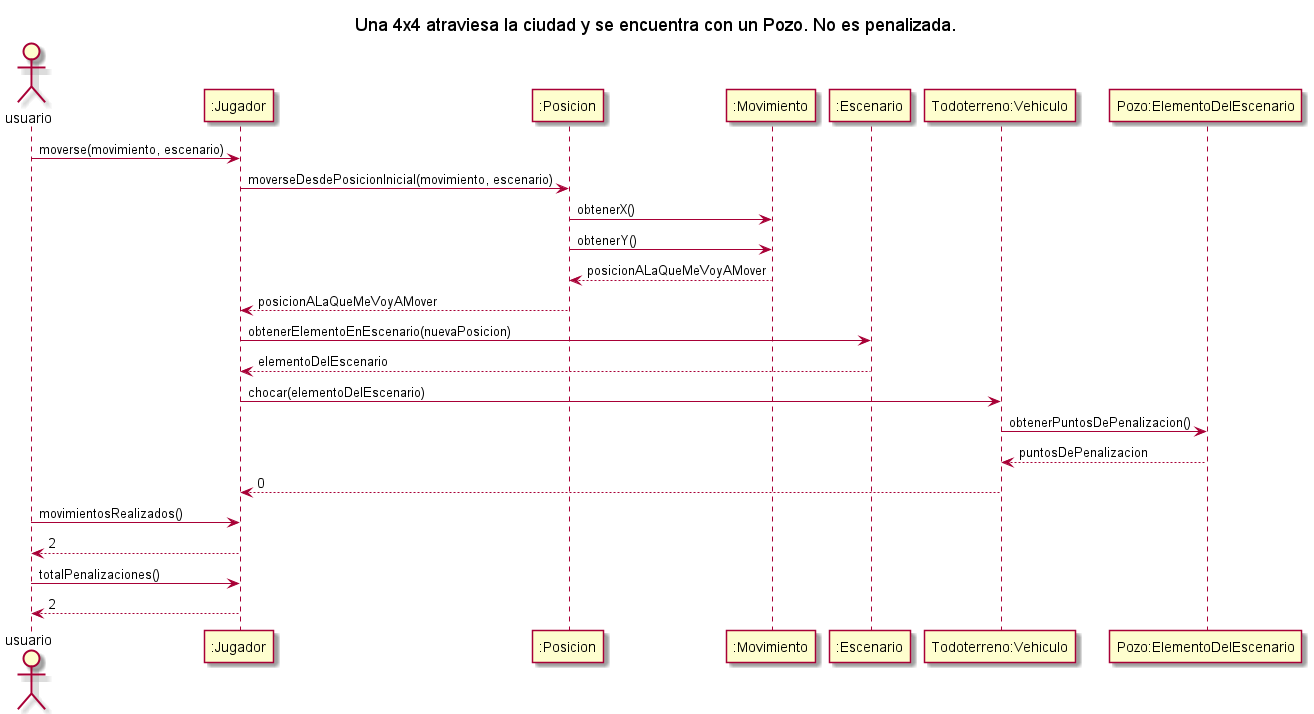 Una 4x4 atraviesa la ciudad y se encuentra con un Pozo. No es penalizada.
usuario
:Jugador
:Posicion
:Movimiento
:Escenario
Todoterreno:Vehiculo
Pozo:ElementoDelEscenario
moverse(movimiento, escenario)
moverseDesdePosicionInicial(movimiento, escenario)
obtenerX()
obtenerY()
posicionALaQueMeVoyAMover
posicionALaQueMeVoyAMover
obtenerElementoEnEscenario(nuevaPosicion)
elementoDelEscenario
chocar(elementoDelEscenario)
obtenerPuntosDePenalizacion()
puntosDePenalizacion
0
movimientosRealizados()
2
totalPenalizaciones()
2
usuario
:Jugador
:Posicion
:Movimiento
:Escenario
Todoterreno:Vehiculo
Pozo:ElementoDelEscenario